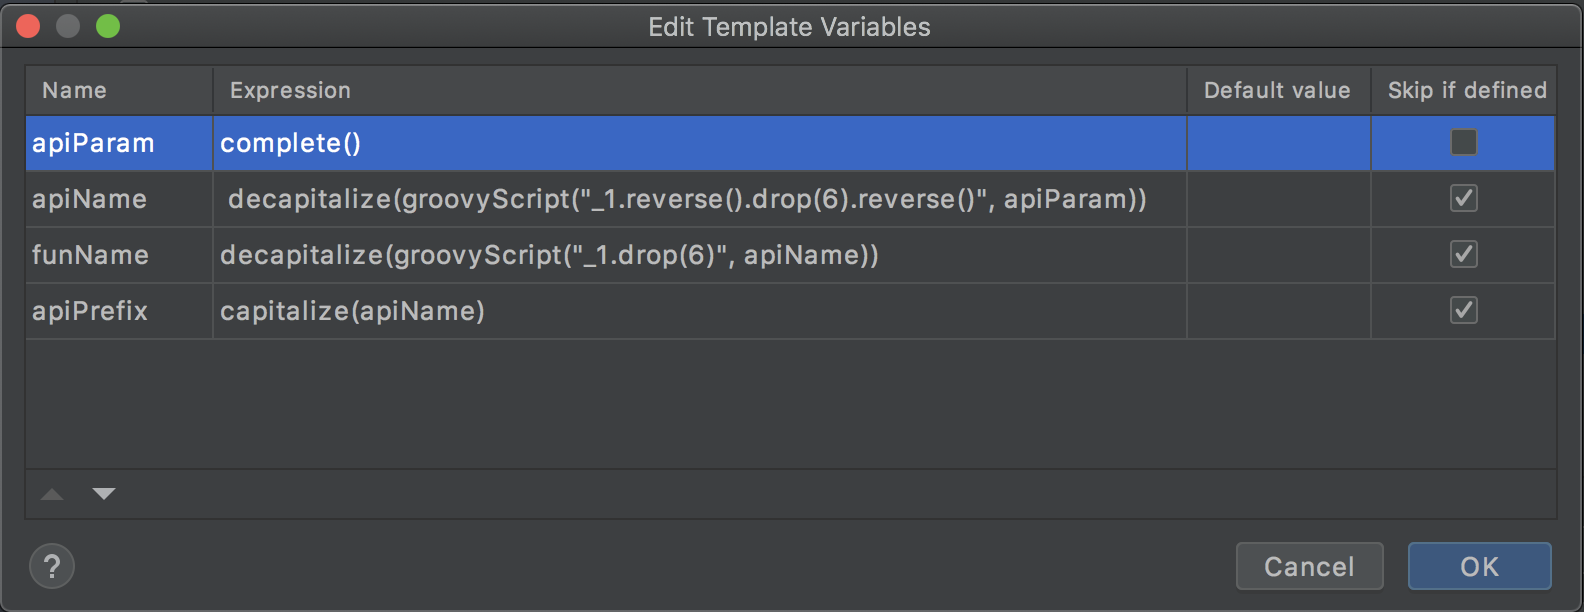 Edit Template Variables
Name Expression Default value Skip if defined
apiParam complete()
apiName decapitalize(groovyScript("_1.reverse().drop(6).reverse()", apiParam))
funName decapitalize(groovyScript("_1.drop(6)", apiName))
apiPrefix capitalize(apiName)
? Cancel OK